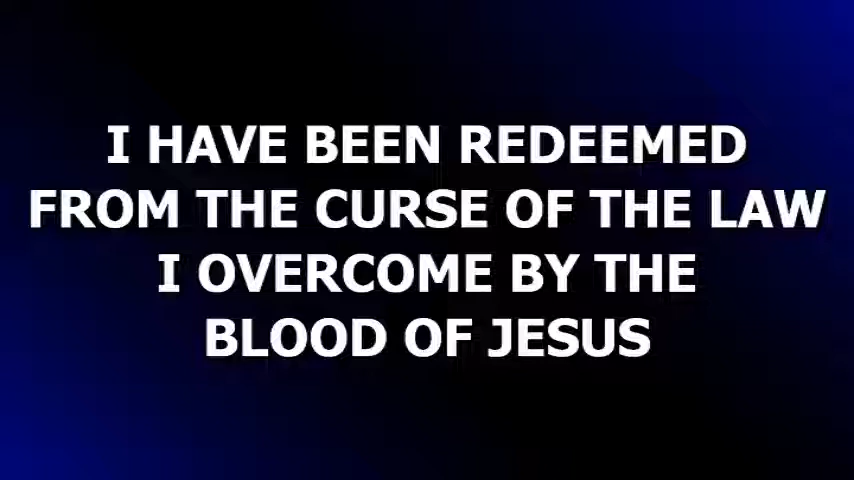 I HAVE BEEN REDEEMED
FROM THE CURSE OF THE LAW
I OVERCOME BY THE
BLOOD OF JESUS